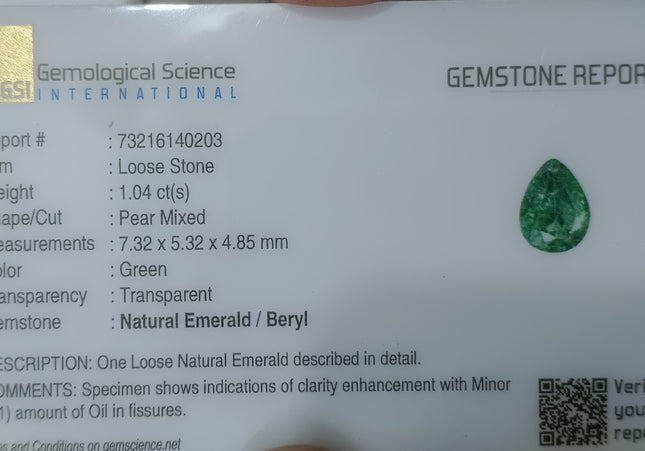 GSI Gemological Science
INTERNATIONAL
GEMSTONE REPOR
port # : 73216140203
m : Loose Stone
eight : 1.04 ct(s)
hape/Cut : Pear Mixed
easurements : 7.32 x 5.32 x 4.85 mm
olor : Green
ansparency : Transparent
emstone : Natural Emerald / Beryl
ESCRIPTION: One Loose Natural Emerald described in detail.
OMMENTS: Specimen shows indications of clarity enhancement with Minor
1) amount of Oil in fissures.
Veri
you
repo
s and Conditions on gemscience.net